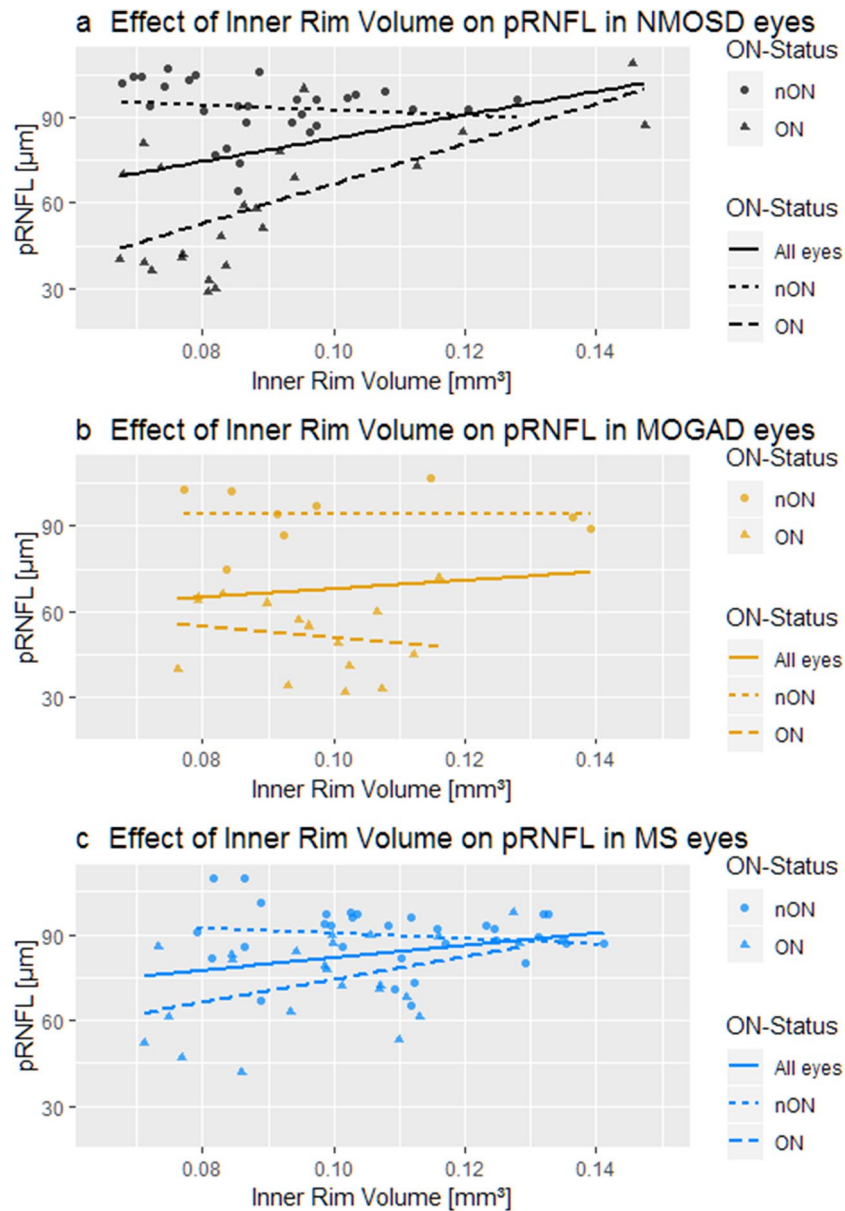 a Effect of Inner Rim Volume on pRNFL in NMOSD eyes
pRNFL [µm]
90
60
30
0.08 0.10 0.12 0.14
Inner Rim Volume [mm³]
ON-Status
nON
ON
ON-Status
All eyes
nON
ON
b Effect of Inner Rim Volume on pRNFL in MOGAD eyes
pRNFL [µm]
90
60
30
0.08 0.10 0.12 0.14
Inner Rim Volume [mm³]
ON-Status
nON
ON
ON-Status
All eyes
nON
ON
c Effect of Inner Rim Volume on pRNFL in MS eyes
pRNFL [µm]
90
60
30
0.08 0.10 0.12 0.14
Inner Rim Volume [mm³]
ON-Status
nON
ON
ON-Status
All eyes
nON
ON